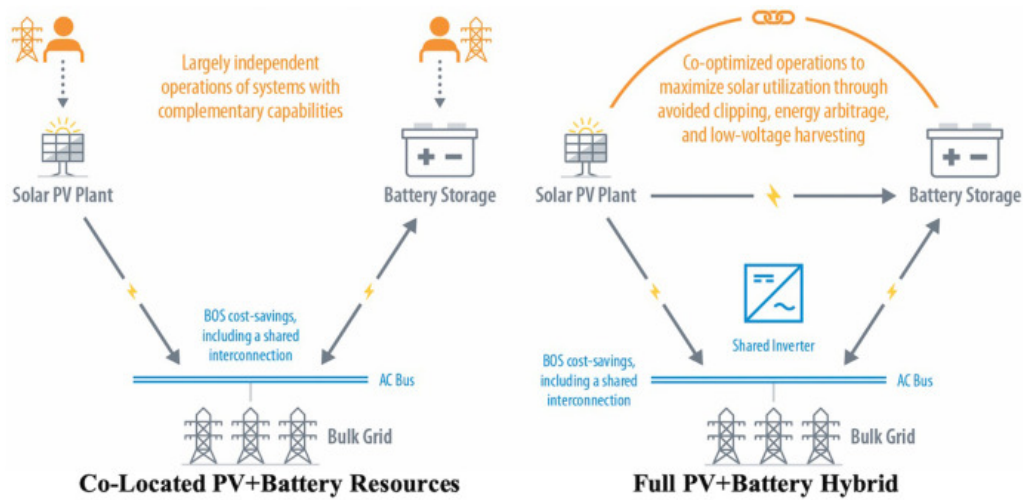 Largely independent
operations of systems with
complementary capabilities
Solar PV Plant
Battery Storage
BOS cost-savings,
including a shared
interconnection
AC Bus
Bulk Grid
Co-Located PV+Battery Resources
Co-optimized operations to
maximize solar utilization through
avoided clipping, energy arbitrage,
and low-voltage harvesting
Solar PV Plant
Battery Storage
Shared Inverter
BOS cost-savings,
including a shared
interconnection
AC Bus
Bulk Grid
Full PV+Battery Hybrid